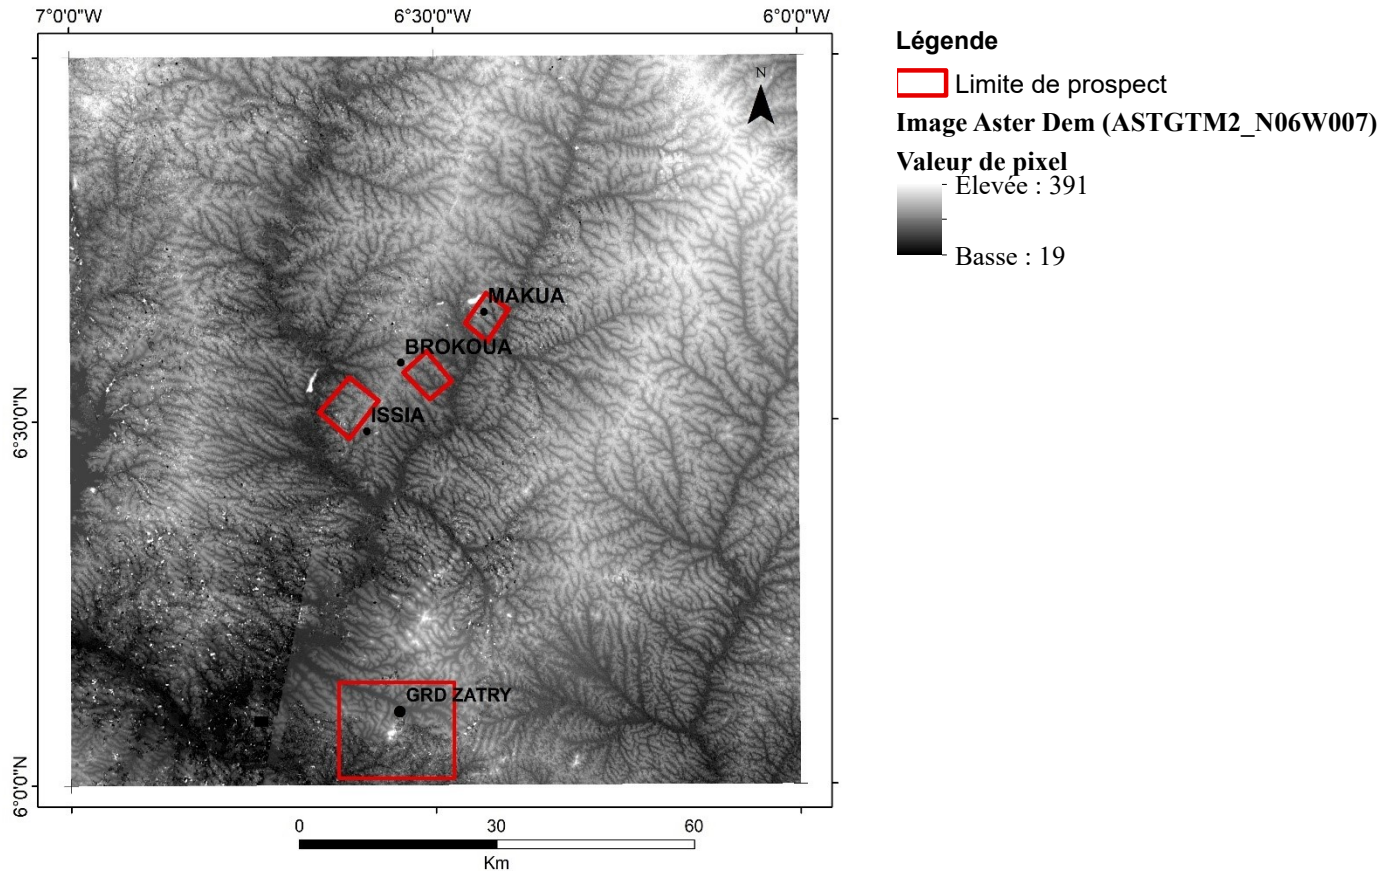 7°0'0"W 6°30'0"W 6°0'0"W
N
MAKUA
BROKOUA
ISSIA
6°30'0"N
GRD ZATRY
6°0'0"N
0 30 60
Km
Légende
Limite de prospect
Image Aster Dem (ASTGTM2_N06W007)
Valeur de pixel
Élevée : 391
Basse : 19